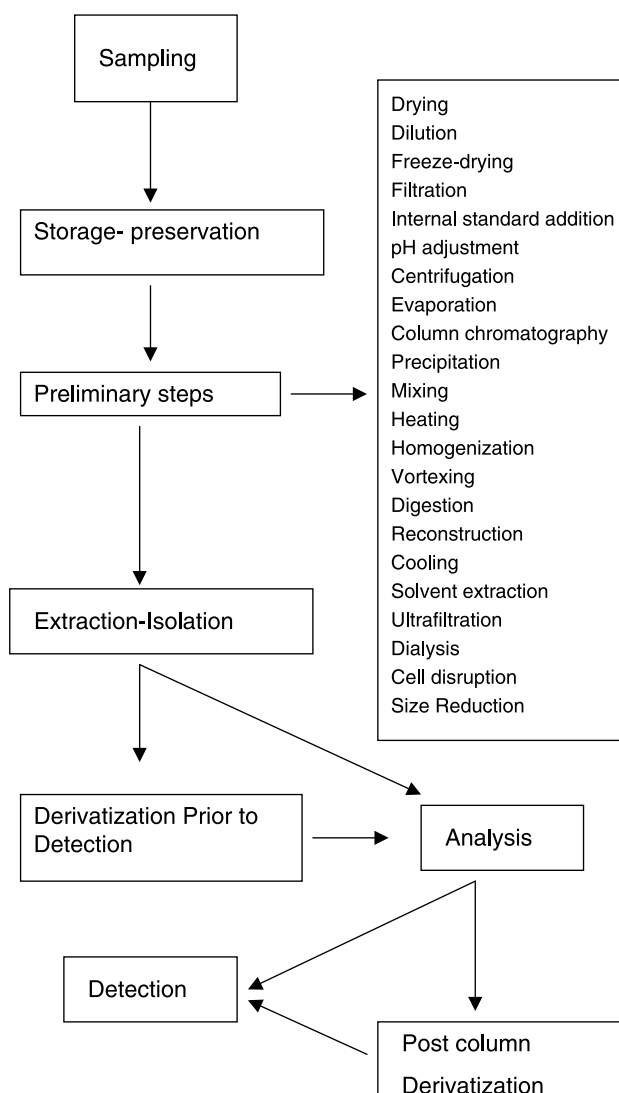 Sampling
Storage- preservation
Preliminary steps
Drying
Dilution
Freeze-drying
Filtration
Internal standard addition
pH adjustment
Centrifugation
Evaporation
Column chromatography
Precipitation
Mixing
Heating
Homogenization
Vortexing
Digestion
Reconstruction
Cooling
Solvent extraction
Ultrafiltration
Dialysis
Cell disruption
Size Reduction
Extraction-Isolation
Derivatization Prior to
Detection
Analysis
Detection
Post column
Derivatization